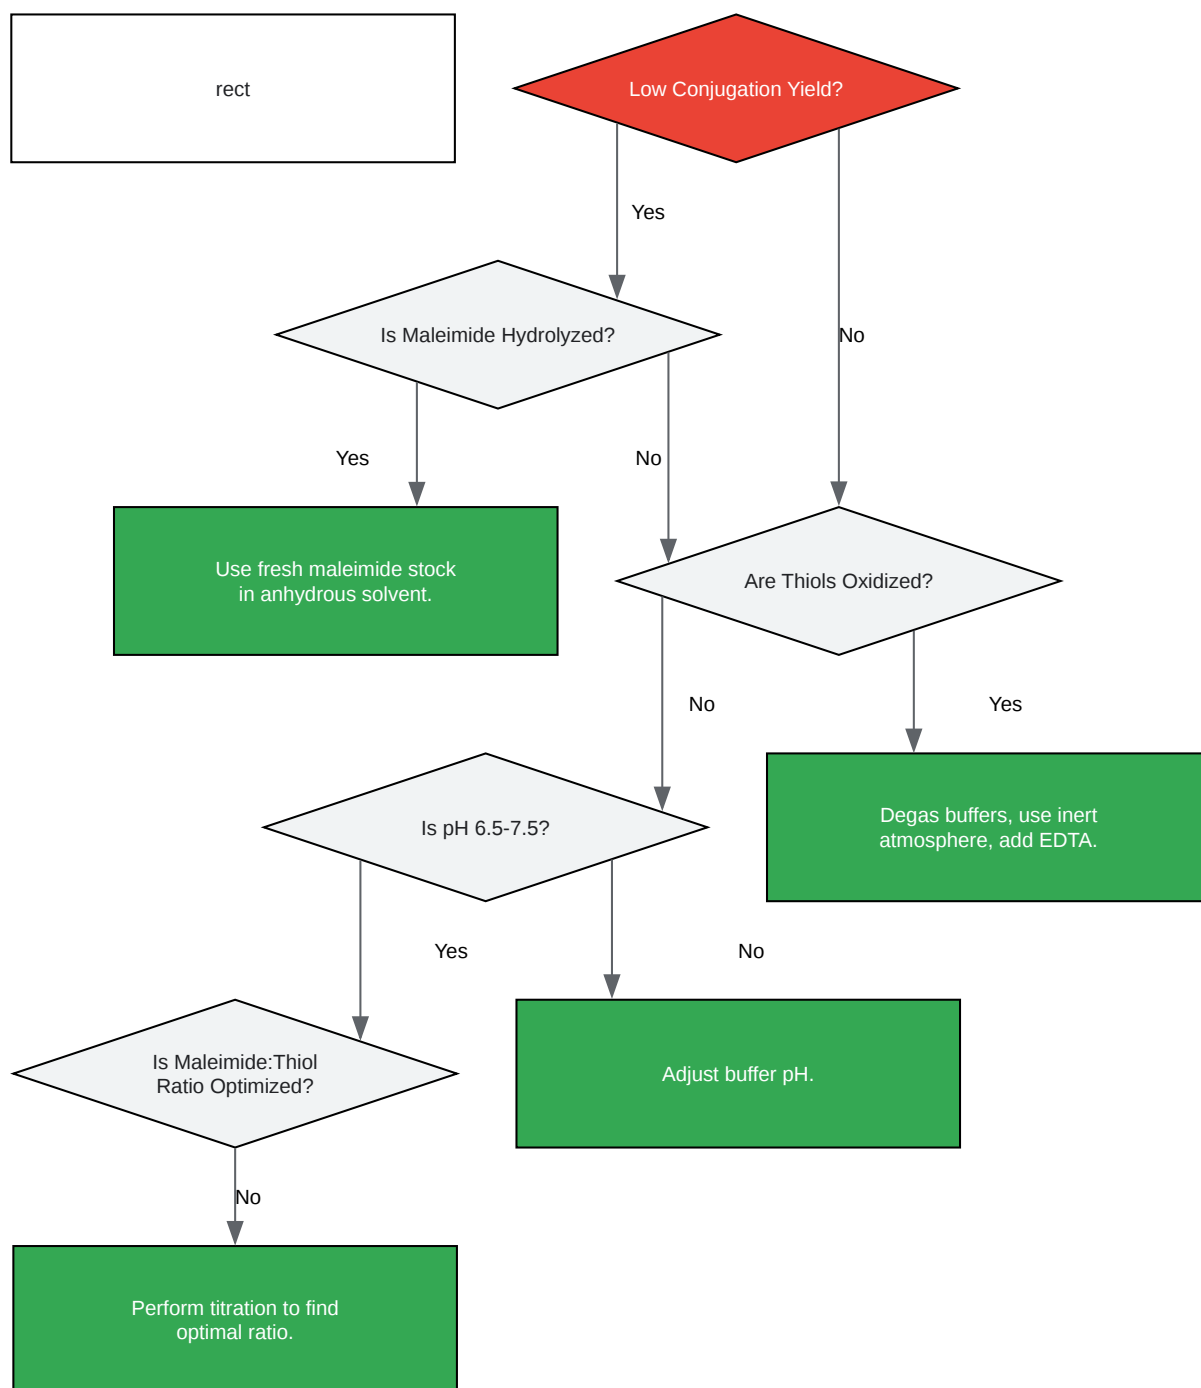 rect
Low Conjugation Yield?
Yes
Is Maleimide Hydrolyzed?
No
Yes
No
Use fresh maleimide stock
in anhydrous solvent.
Are Thiols Oxidized?
No
Yes
Degas buffers, use inert
atmosphere, add EDTA.
Is pH 6.5-7.5?
Yes
No
Is Maleimide:Thiol
Ratio Optimized?
Adjust buffer pH.
No
Perform titration to find
optimal ratio.